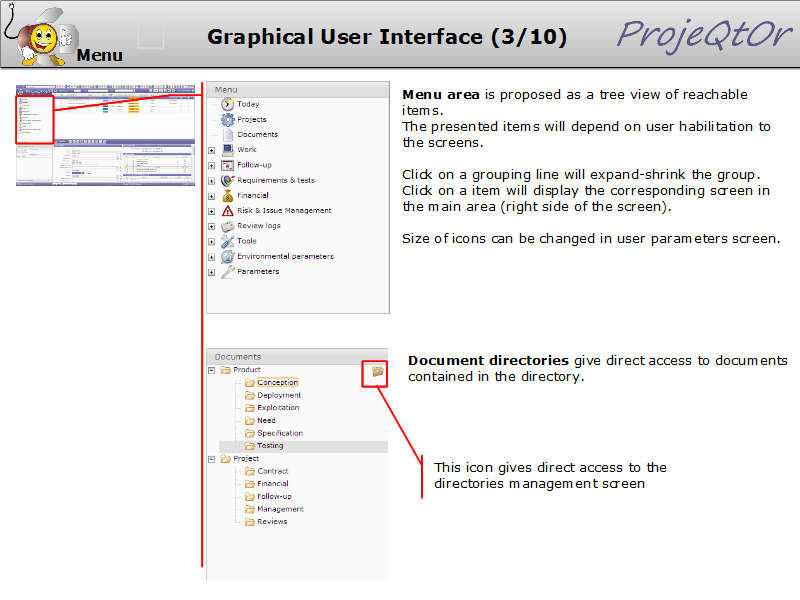 Menu
Graphical User Interface (3/10)
ProjeQtOr
Menu
Today
Projects
Documents
Work
Follow-up
Requirements & tests
Financial
Risk & Issue Management
Review logs
Tools
Environmental parameters
Parameters
Menu area is proposed as a tree view of reachable
items.
The presented items will depend on user habilitation to
the screens.
Click on a grouping line will expand-shrink the group.
Click on a item will display the corresponding screen in
the main area (right side of the screen).
Size of icons can be changed in user parameters screen.
Documents
Product
Conception
Deployment
Exploitation
Need
Specification
Testing
Project
Contract
Financial
Follow-up
Management
Reviews
Document directories give direct access to documents
contained in the directory.
This icon gives direct access to the
directories management screen